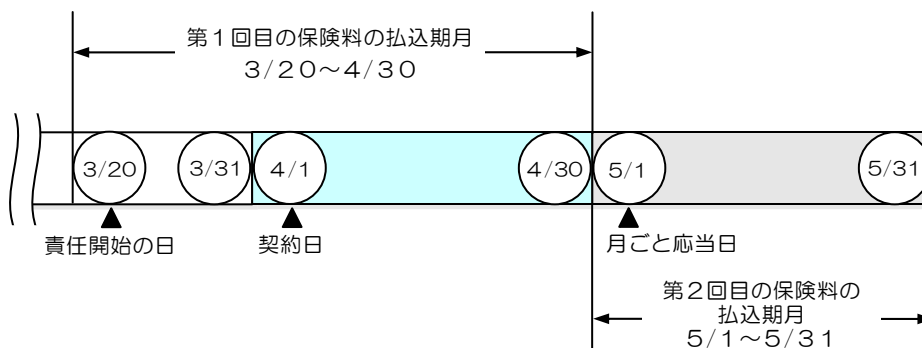 第１回目の保険料の払込期月
３/２０～４/３０
3/20
3/31
4/1
4/30
5/1
5/31
責任開始の日
契約日
月ごと応当日
第２回目の保険料の
払込期月
５/１～５/３１